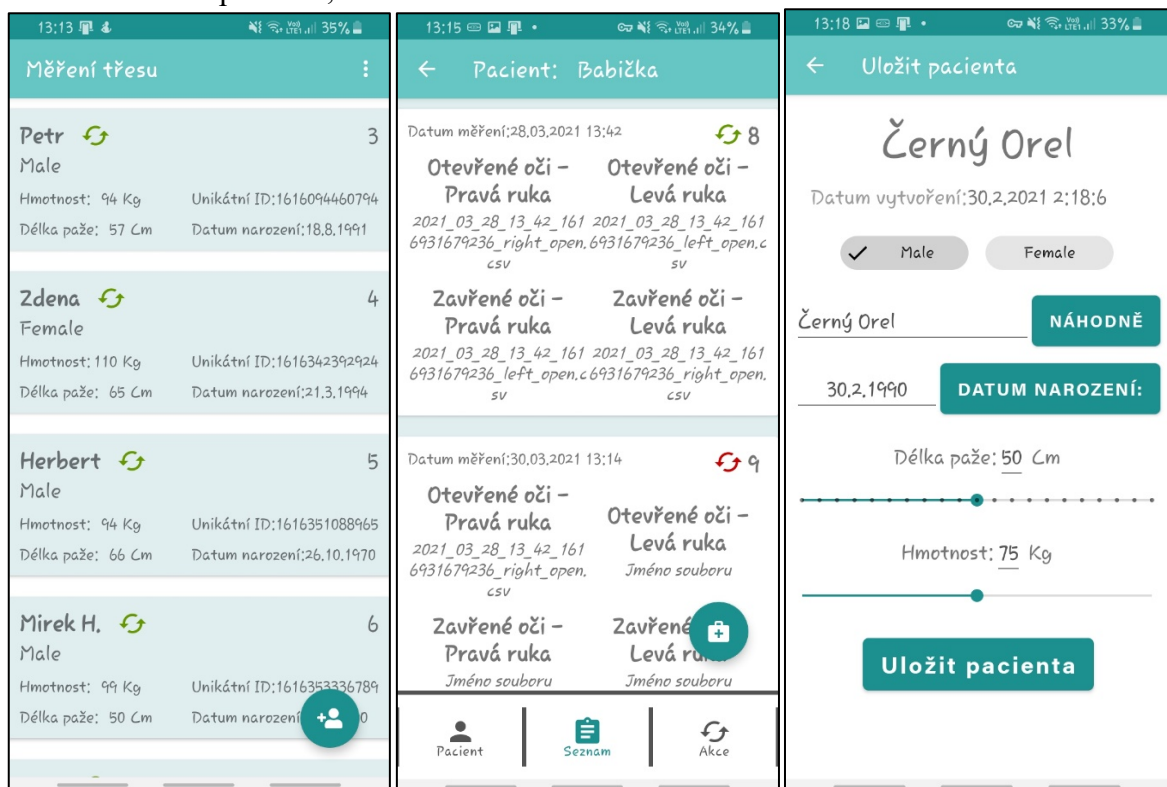 13:13
35%
Měření třesu
Petr 3
Male
Hmotnost: 94 Kg Unikátní ID:1616094460794
Délka paže: 57 Cm Datum narození:18.8.1991
Zdena 4
Female
Hmotnost: 110 Kg Unikátní ID:1616342392924
Délka paže: 65 Cm Datum narození:21.3.1994
Herbert 5
Male
Hmotnost: 94 Kg Unikátní ID:1616351088965
Délka paže: 66 Cm Datum narození:26.10.1970
Mirek H. 6
Male
Hmotnost: 99 Kg Unikátní ID:1616353336789
Délka paže: 50 Cm Datum narození 0
13:15
34%
Pacient: Babička
Datum měření:28.03.2021 13:42 8
Otevřené oči – Otevřené oči –
Pravá ruka Levá ruka
2021_03_28_13_42_161 2021_03_28_13_42_161
6931679236_right_open. 6931679236_left_open.c
csv sv
Zavřené oči – Zavřené oči –
Pravá ruka Levá ruka
2021_03_28_13_42_161 2021_03_28_13_42_161
6931679236_left_open.c 6931679236_right_open.
sv csv
Datum měření:30.03.2021 13:14 9
Otevřené oči –
Pravá ruka
2021_03_28_13_42_161
6931679236_right_open.
csv
Otevřené oči –
Levá ruka
Jméno souboru
Zavřené oči – Zavřené
Pravá ruka Levá ru
Jméno souboru Jméno souboru
Pacient Seznam Akce
13:18
33%
Uložit pacienta
Černý Orel
Datum vytvoření:30.2.2021 2:18:6
Male Female
Černý Orel NÁHODNĚ
30.2.1990 DATUM NAROZENÍ:
Délka paže: 50 Cm
Hmotnost: 75 Kg
Uložit pacienta